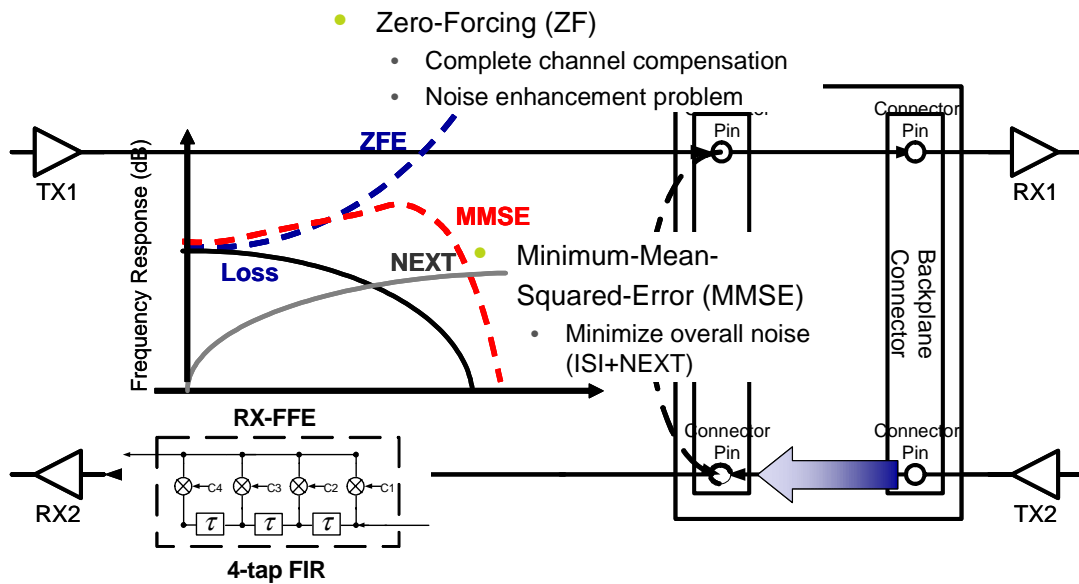 • Zero-Forcing (ZF)
• Complete channel compensation
• Noise enhancement problem
Connector
Pin
Connector
Pin
TX1
RX1
Frequency Response (dB)
ZFE
MMSE
Loss
NEXT
• Minimum-Mean-
Squared-Error (MMSE)
• Minimize overall noise
(ISI+NEXT)
Backplane
Connector
RX-FFE
C4
C3
C2
C1
τ
τ
τ
4-tap FIR
RX2
Connector
Pin
Connector
Pin
TX2